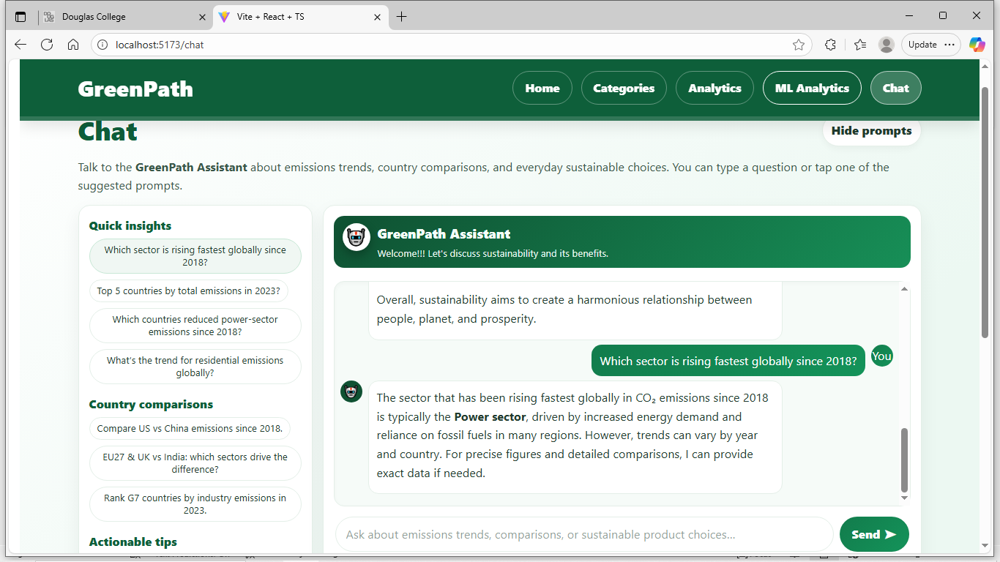 Douglas College
Vite + React + TS
localhost:5173/chat
Update
GreenPath
Home
Categories
Analytics
ML Analytics
Chat
Chat
Hide prompts
Talk to the GreenPath Assistant about emissions trends, country comparisons, and everyday sustainable choices. You can type a question or tap one of the
suggested prompts.
Quick insights
Which sector is rising fastest globally since
2018?
Top 5 countries by total emissions in 2023?
Which countries reduced power-sector
emissions since 2018?
What's the trend for residential emissions
globally?
Country comparisons
Compare US vs China emissions since 2018.
EU27 & UK vs India: which sectors drive the
difference?
Rank G7 countries by industry emissions in
2023.
Actionable tips
GreenPath Assistant
Welcome!!! Let's discuss sustainability and its benefits.
Overall, sustainability aims to create a harmonious relationship between
people, planet, and prosperity.
Which sector is rising fastest globally since 2018?
You
The sector that has been rising fastest globally in CO₂ emissions since 2018
is typically the Power sector, driven by increased energy demand and
reliance on fossil fuels in many regions. However, trends can vary by year
and country. For precise figures and detailed comparisons, I can provide
exact data if needed.
Ask about emissions trends, comparisons, or sustainable product choices...
Send